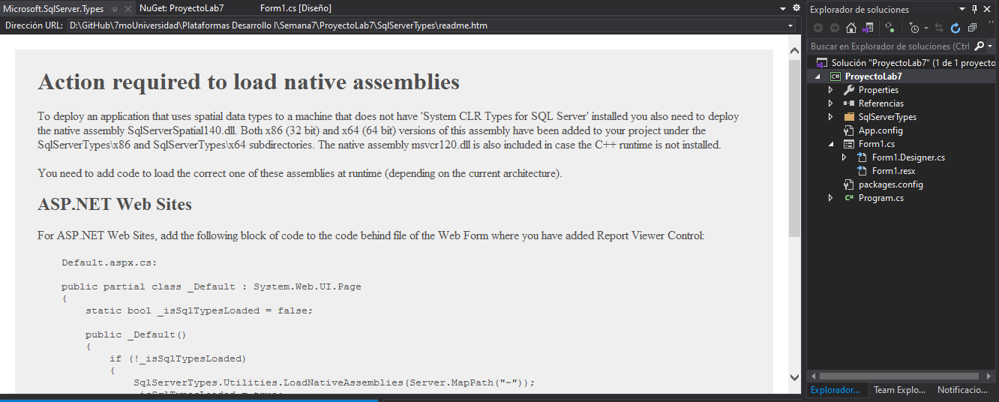 Microsoft.SqlServer.Types
NuGet: ProyectoLab7
Form1.cs [Diseño]
Dirección URL: D:\GitHub\7moUniversidad\Plataformas Desarrollo I\Semana7\ProyectoLab7\SqlServerTypes\readme.htm
Action required to load native assemblies
To deploy an application that uses spatial data types to a machine that does not have 'System CLR Types for SQL Server' installed you also need to deploy
the native assembly SqlServerSpatial140.dll. Both x86 (32 bit) and x64 (64 bit) versions of this assembly have been added to your project under the
SqlServerTypes\x86 and SqlServerTypes\x64 subdirectories. The native assembly msvcr120.dll is also included in case the C++ runtime is not installed.
You need to add code to load the correct one of these assemblies at runtime (depending on the current architecture).
ASP.NET Web Sites
For ASP.NET Web Sites, add the following block of code to the code behind file of the Web Form where you have added Report Viewer Control:
Default.aspx.cs:
public partial class _Default : System.Web.UI.Page
{
static bool _isSqlTypesLoaded = false;
public _Default()
{
if (!_isSqlTypesLoaded)
{
SqlServerTypes.Utilities.LoadNativeAssemblies(Server.MapPath("~"));
_isSqlTypesLoaded = true;
Explorador de soluciones
Buscar en Explorador de soluciones (Ctrl
Solución "ProyectoLab7" (1 de 1 proyecto
C# ProyectoLab7
Properties
Referencias
SqlServerTypes
App.config
Form1.cs
Form1.Designer.cs
Form1.resx
packages.config
C# Program.cs
Explorador...
Team Explo...
Notificacio...